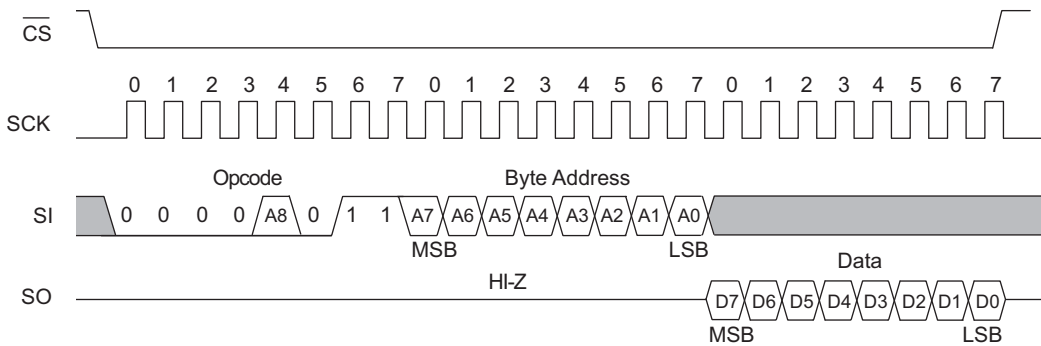 CS
0 1 2 3 4 5 6 7 0 1 2 3 4 5 6 7 0 1 2 3 4 5 6 7
SCK
Opcode Byte Address
SI 0 0 0 0 A8 0 1 1 A7 A6 A5 A4 A3 A2 A1 A0
MSB LSB
Data
HI-Z
SO D7 D6 D5 D4 D3 D2 D1 D0
MSB LSB